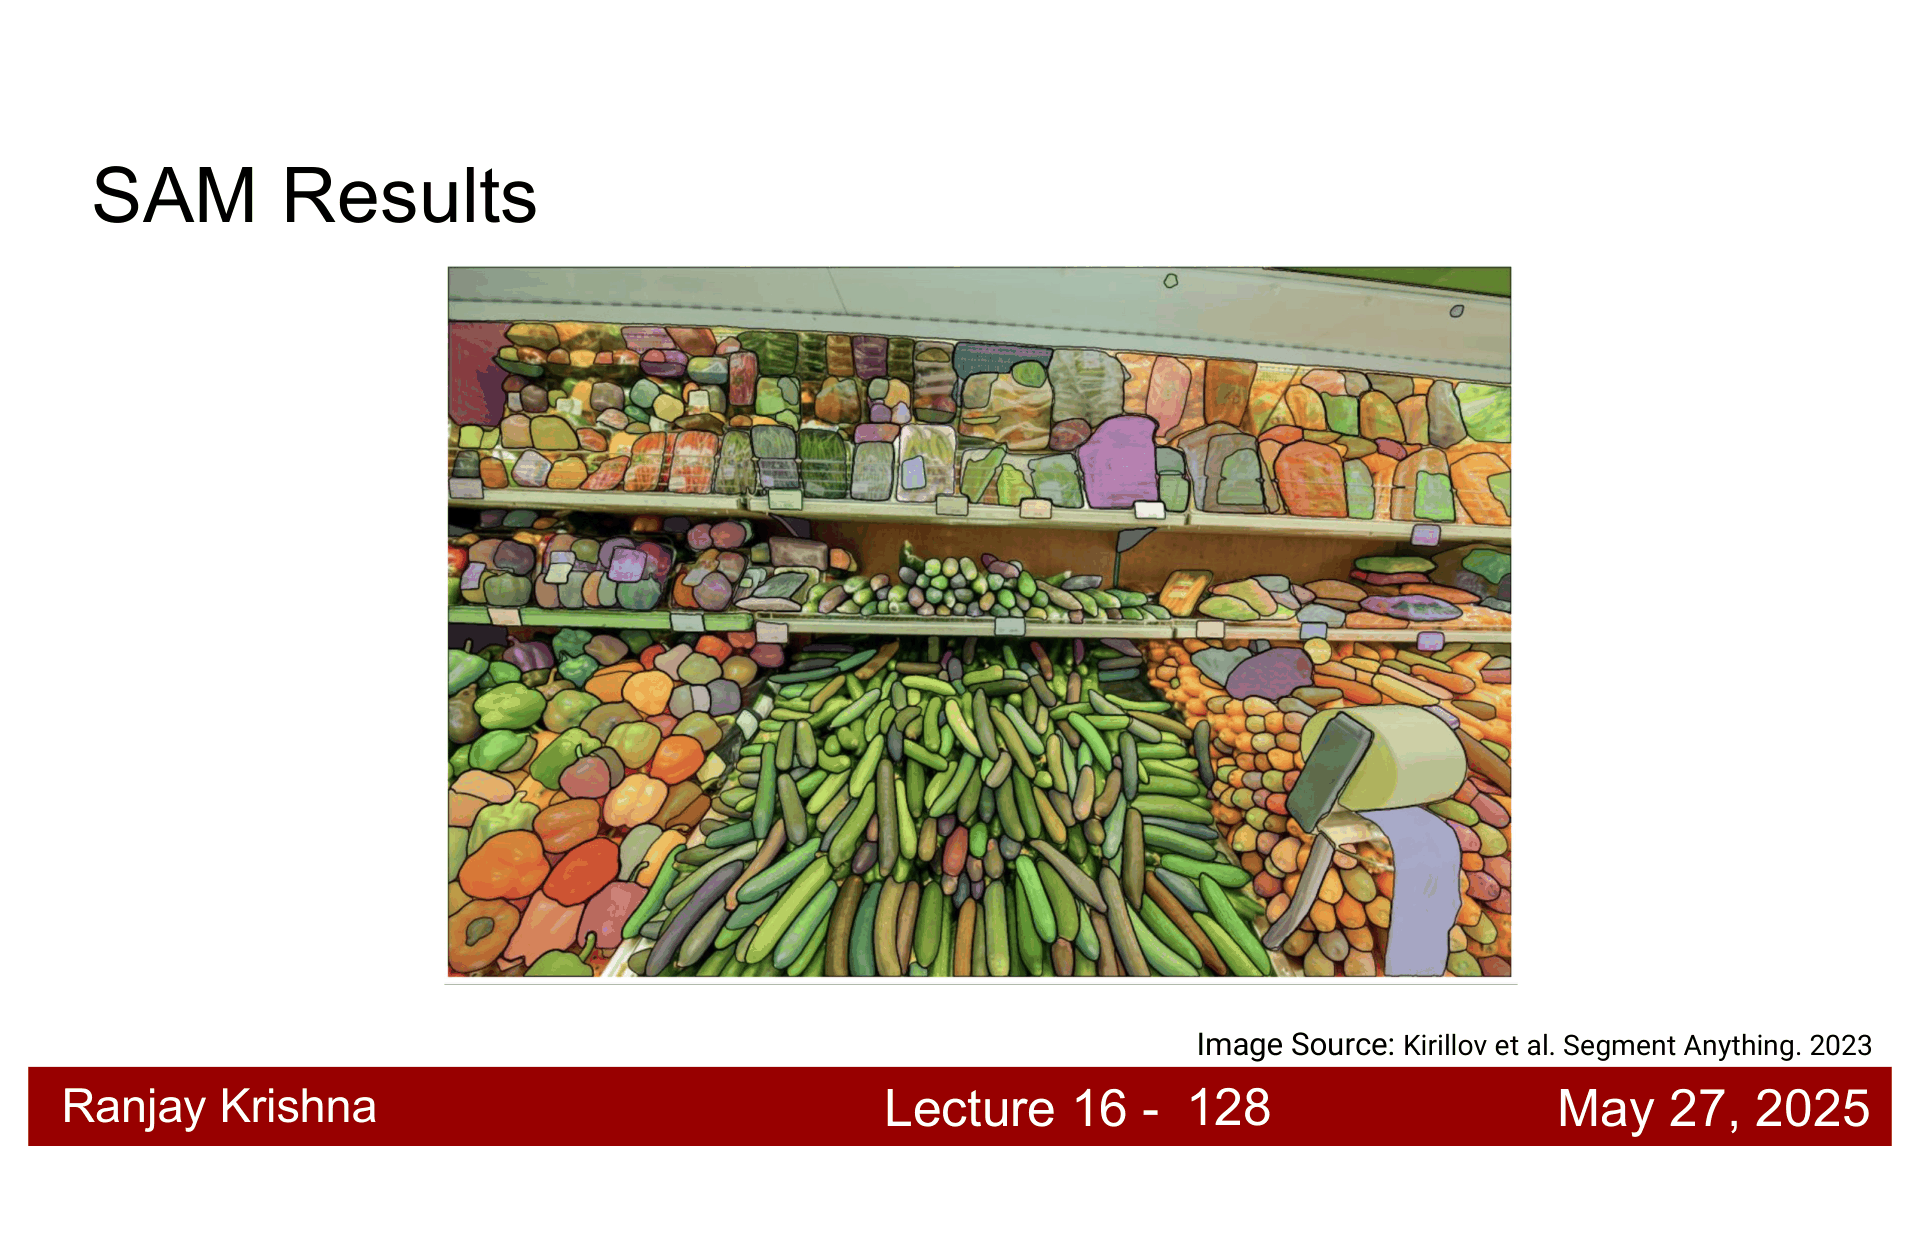 SAM Results
Image Source: Kirillov et al. Segment Anything. 2023
Ranjay Krishna
Lecture 16 - 128
May 27, 2025